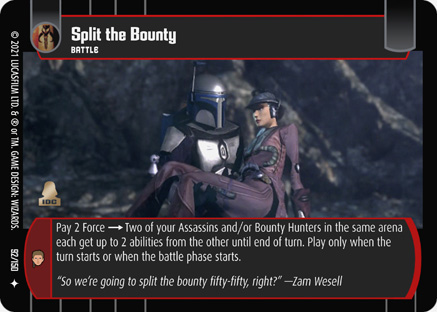 Split the Bounty
BATTLE
© 2021 LUCASFILM LTD. & ® or TM. GAME DESIGN: WIZARDS.
IDC
Pay 2 Force → Two of your Assassins and/or Bounty Hunters in the same arena
each get up to 2 abilities from the other until end of turn. Play only when the
turn starts or when the battle phase starts.
"So we're going to split the bounty fifty-fifty, right?" —Zam Wesell